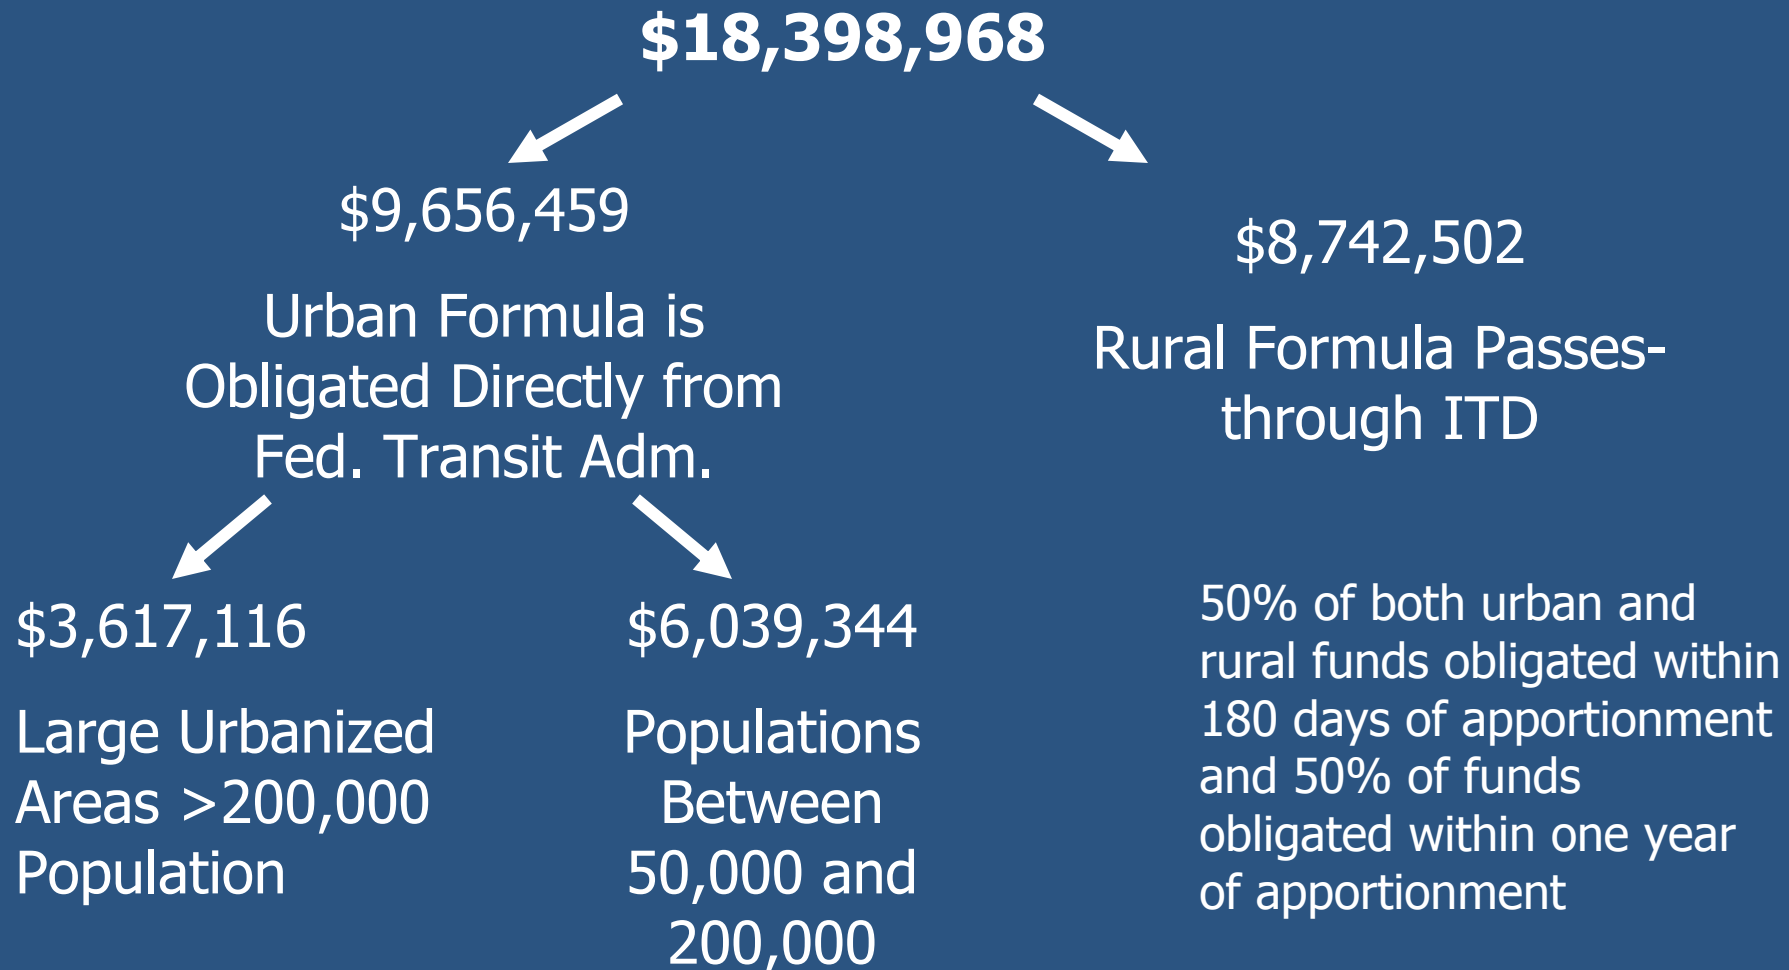 $18,398,968
$9,656,459
Urban Formula is
Obligated Directly from
Fed. Transit Adm.
$8,742,502
Rural Formula Passes-
through ITD
$3,617,116
Large Urbanized
Areas >200,000
Population
$6,039,344
Populations
Between
50,000 and
200,000
50% of both urban and
rural funds obligated within
180 days of apportionment
and 50% of funds
obligated within one year
of apportionment